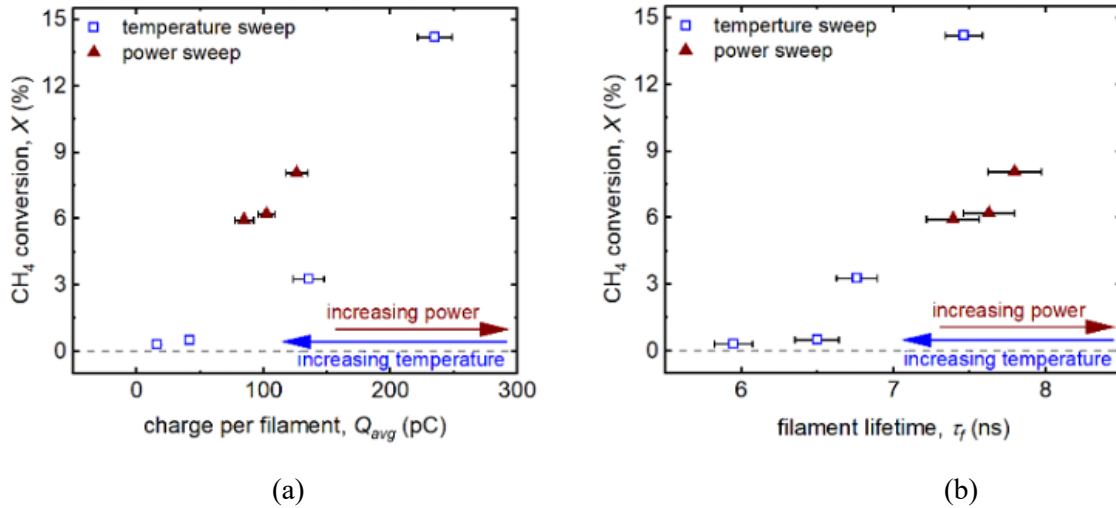 15
12
9
6
3
0
CH₄ conversion, X (%)
temperature sweep
power sweep
increasing power
increasing temperature
0 100 200 300
charge per filament, Q_avg (pC)
(a)
15
12
9
6
3
0
CH₄ conversion, X (%)
temperture sweep
power sweep
increasing power
increasing temperature
6 7 8
filament lifetime, τ_f (ns)
(b)